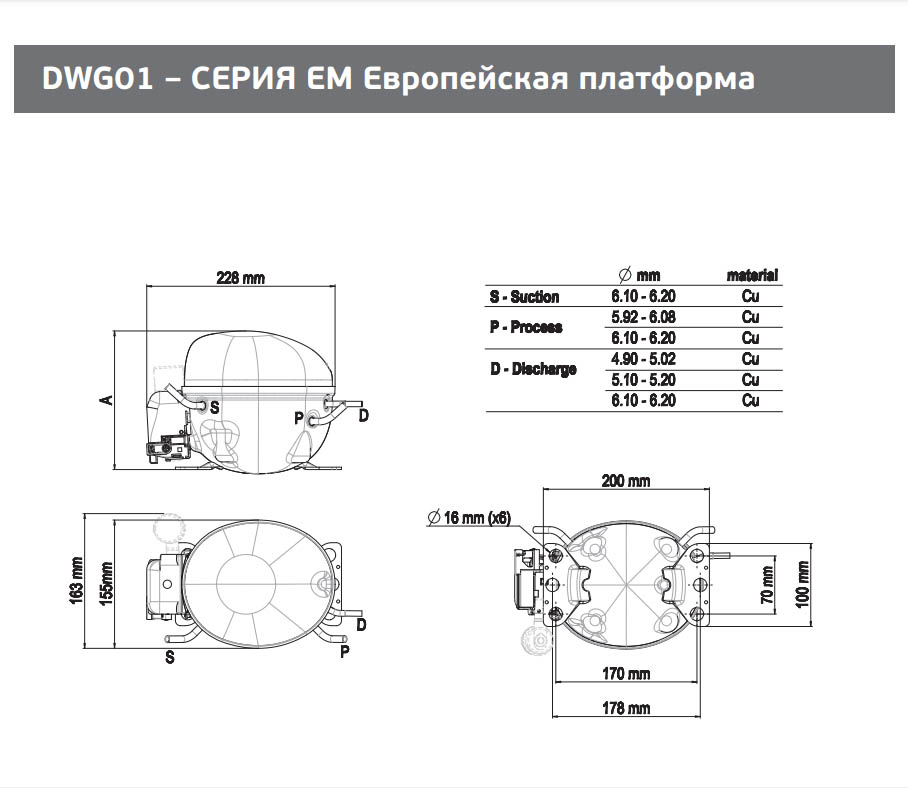 DWG01 – СЕРИЯ EM Европейская платформа
228 mm
A
S
P
D
Ø mm material
S - Suction 6.10 - 6.20 Cu
P - Process 5.92 - 6.08 Cu
6.10 - 6.20 Cu
D - Discharge 4.90 - 5.02 Cu
5.10 - 5.20 Cu
6.10 - 6.20 Cu
163 mm
155mm
S
P
D
200 mm
Ø 16 mm (x6)
70 mm
100 mm
170 mm
178 mm